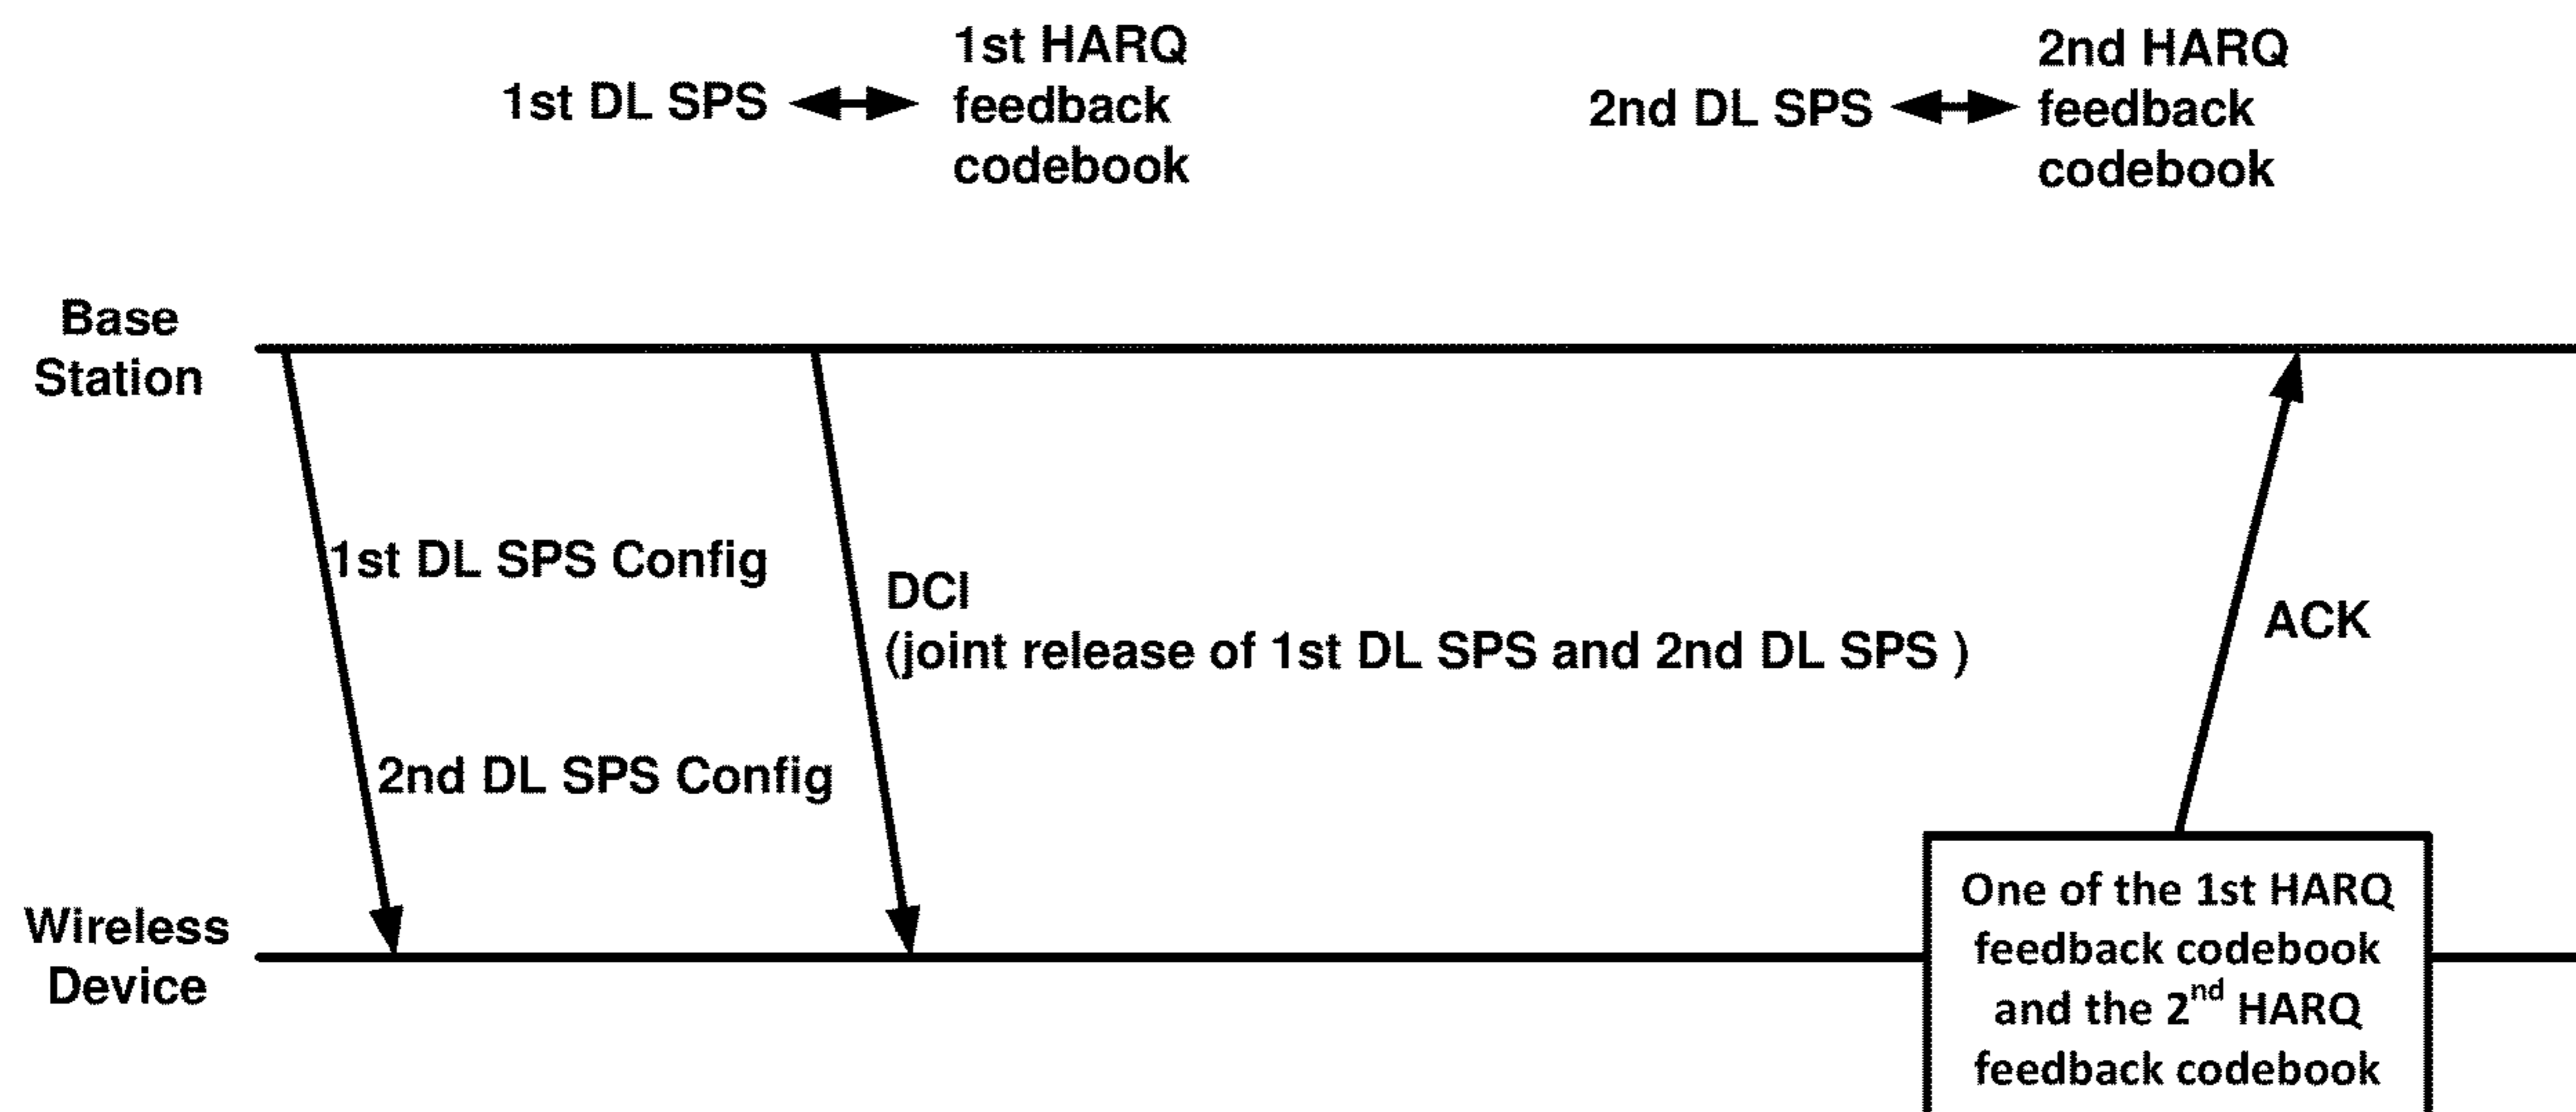 1st DL SPS
1st HARQ
feedback
codebook
2nd DL SPS
2nd HARQ
feedback
codebook
Base
Station
1st DL SPS Config
2nd DL SPS Config
DCI
(joint release of 1st DL SPS and 2nd DL SPS )
ACK
Wireless
Device
One of the 1st HARQ
feedback codebook
and the 2nd HARQ
feedback codebook